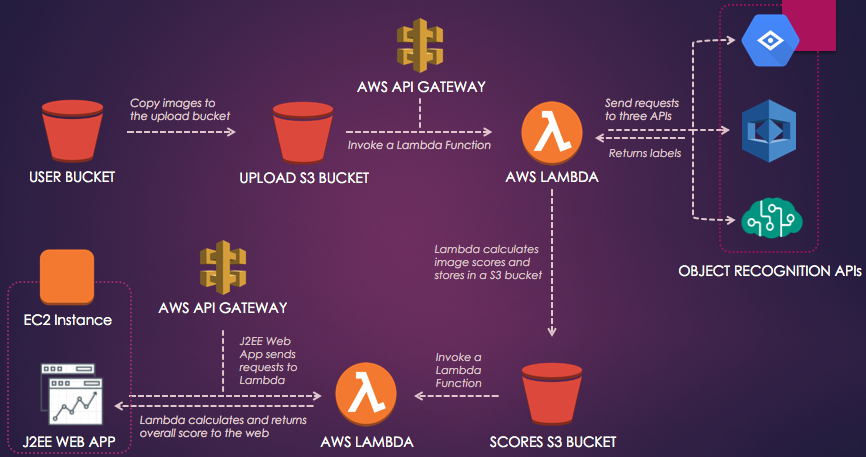 AWS API GATEWAY
Copy images to
the upload bucket
Invoke a Lambda Function
Send requests
to three APIs
Returns labels
USER BUCKET
UPLOAD S3 BUCKET
AWS LAMBDA
OBJECT RECOGNITION APIs
Lambda calculates
image scores and
stores in a S3 bucket
AWS API GATEWAY
EC2 Instance
J2EE Web
App sends
requests to
Lambda
Invoke a
Lambda
Function
Lambda calculates and returns
overall score to the web
J2EE WEB APP
AWS LAMBDA
SCORES S3 BUCKET